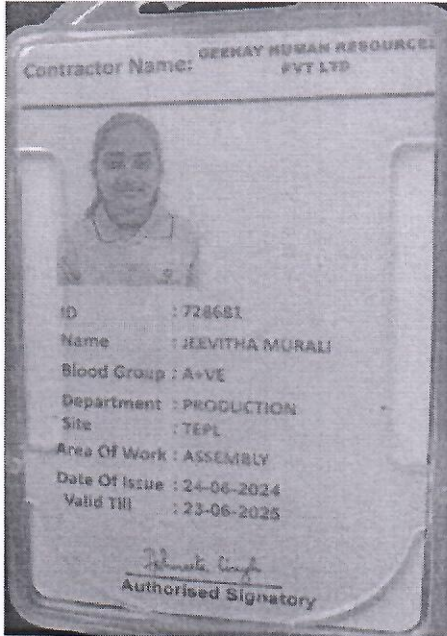 Contractor Name: GEEKAY HUMAN RESOURCES
PVT LTD
ID : 728681
Name : JEEVITHA MURALI
Blood Group : A+VE
Department : PRODUCTION
Site : TEPL
Area Of Work : ASSEMBLY
Date Of Issue : 24-06-2024
Valid Till : 23-06-2025
Authorised Signatory